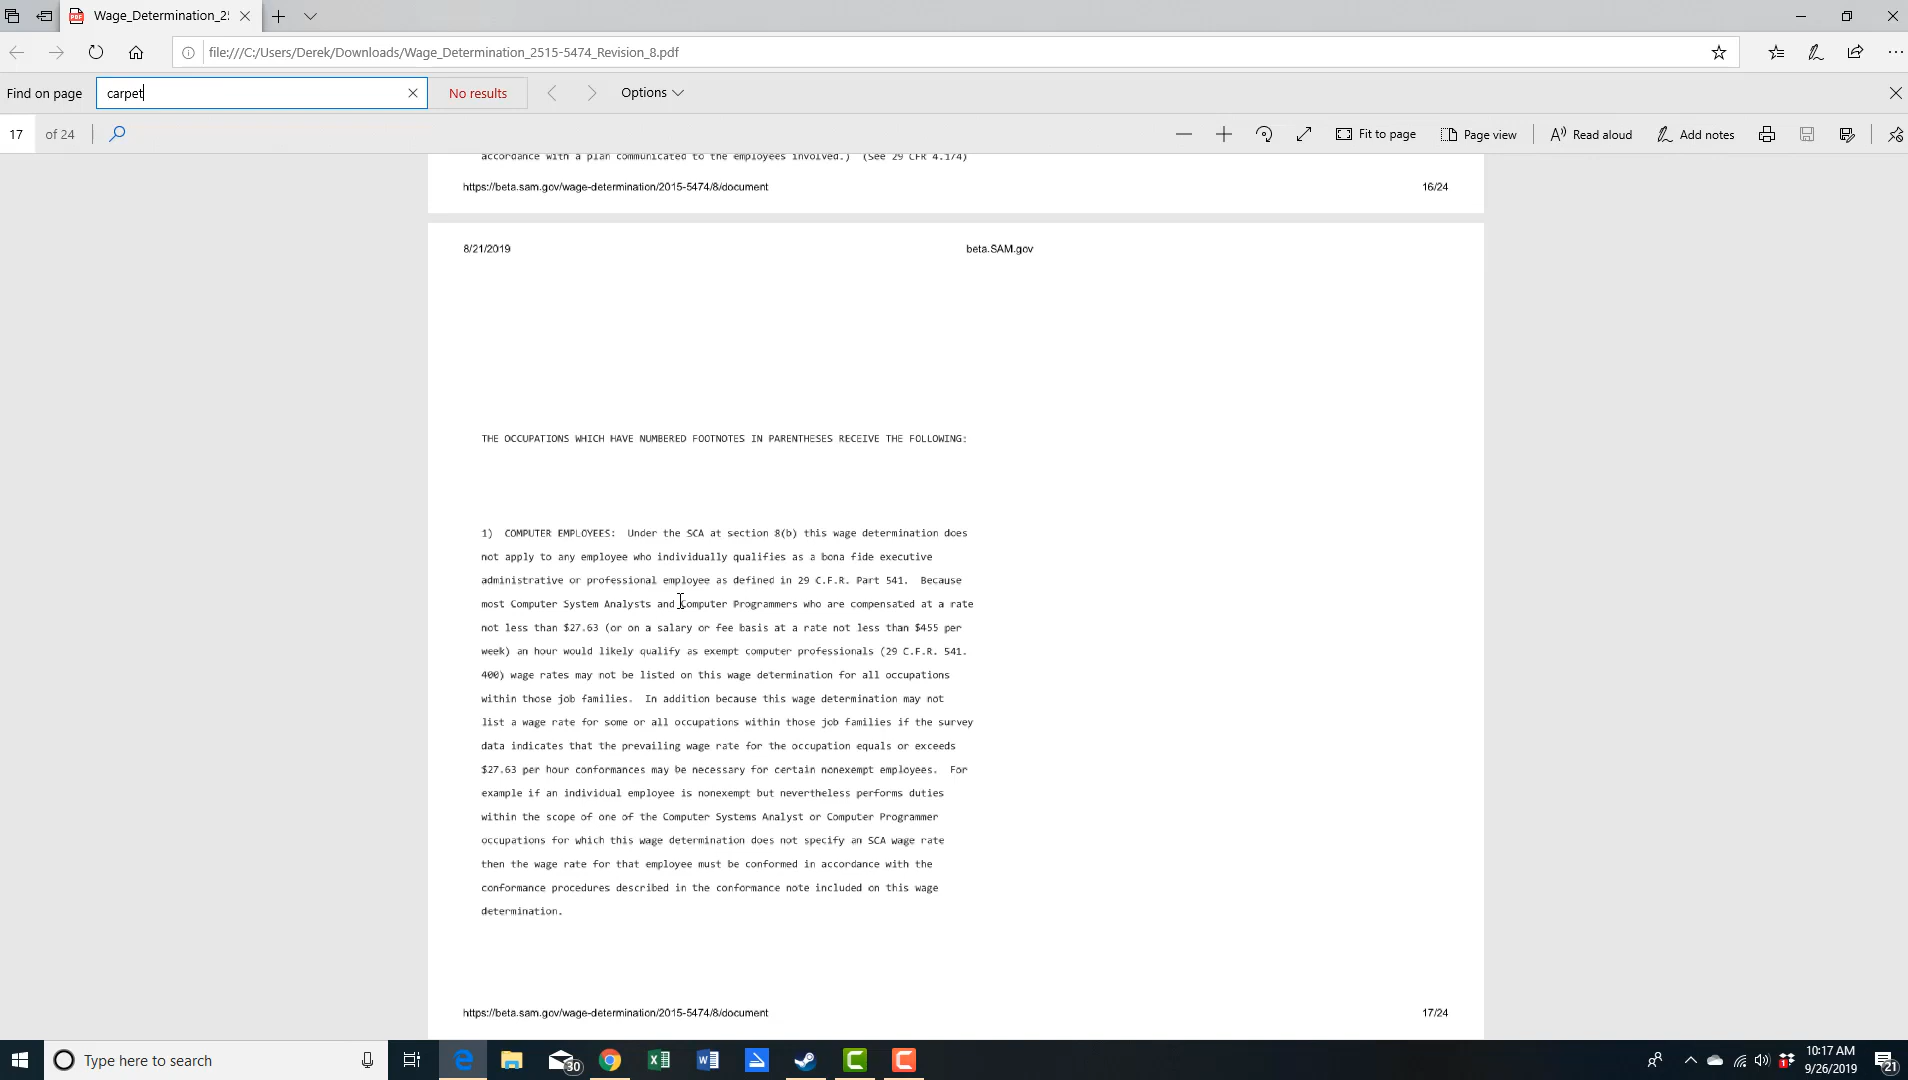 Wage_Determination_2
file:///C:/Users/Derek/Downloads/Wage_Determination_2515-5474_Revision_8.pdf
Find on page
carpet
No results
Options
17
of 24
Fit to page
Page view
Read aloud
Add notes
accordance with a plan communicated to the employees involved.)  (See 29 CFR 4.174)
https://beta.sam.gov/wage-determination/2015-5474/8/document
16/24
8/21/2019
beta.SAM.gov
THE OCCUPATIONS WHICH HAVE NUMBERED FOOTNOTES IN PARENTHESES RECEIVE THE FOLLOWING:
1)  COMPUTER EMPLOYEES:  Under the SCA at section 8(b) this wage determination does
not apply to any employee who individually qualifies as a bona fide executive
administrative or professional employee as defined in 29 C.F.R. Part 541.  Because
most Computer System Analysts and Computer Programmers who are compensated at a rate
not less than $27.63 (or on a salary or fee basis at a rate not less than $455 per
week) an hour would likely qualify as exempt computer professionals (29 C.F.R. 541.
400) wage rates may not be listed on this wage determination for all occupations
within those job families.  In addition because this wage determination may not
list a wage rate for some or all occupations within those job families if the survey
data indicates that the prevailing wage rate for the occupation equals or exceeds
$27.63 per hour conformances may be necessary for certain nonexempt employees.  For
example if an individual employee is nonexempt but nevertheless performs duties
within the scope of one of the Computer Systems Analyst or Computer Programmer
occupations for which this wage determination does not specify an SCA wage rate
then the wage rate for that employee must be conformed in accordance with the
conformance procedures described in the conformance note included on this wage
determination.
https://beta.sam.gov/wage-determination/2015-5474/8/document
17/24
Type here to search
30
10:17 AM
9/26/2019
21